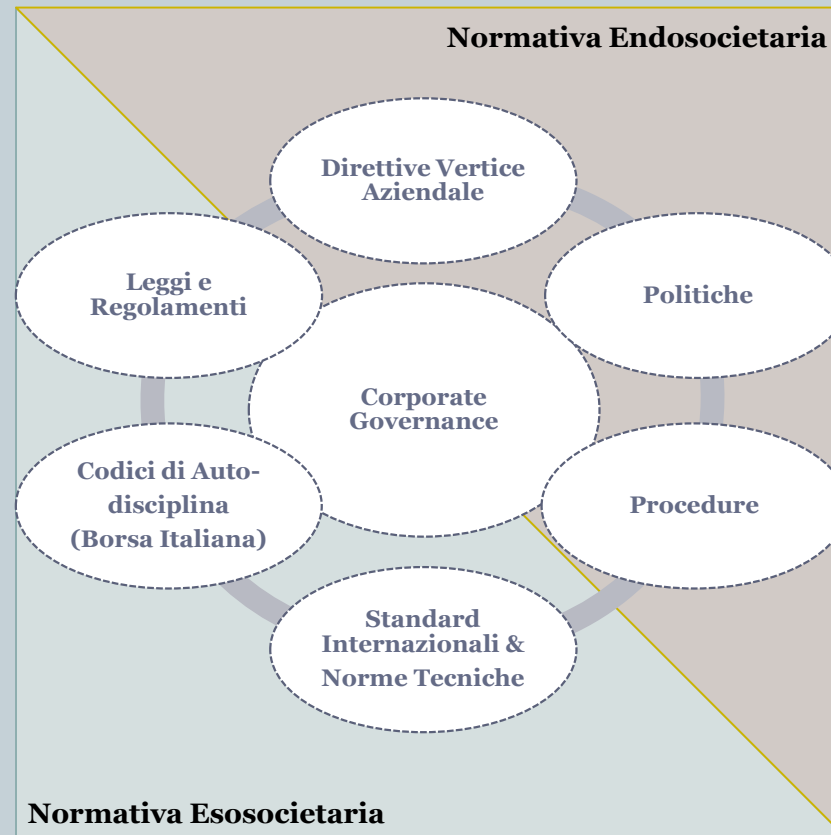 Normativa Endosocietaria
Direttive Vertice
Aziendale
Leggi e
Regolamenti
Politiche
Corporate
Governance
Codici di Auto-
disciplina
(Borsa Italiana)
Procedure
Standard
Internazionali &
Norme Tecniche
Normativa Esosocietaria